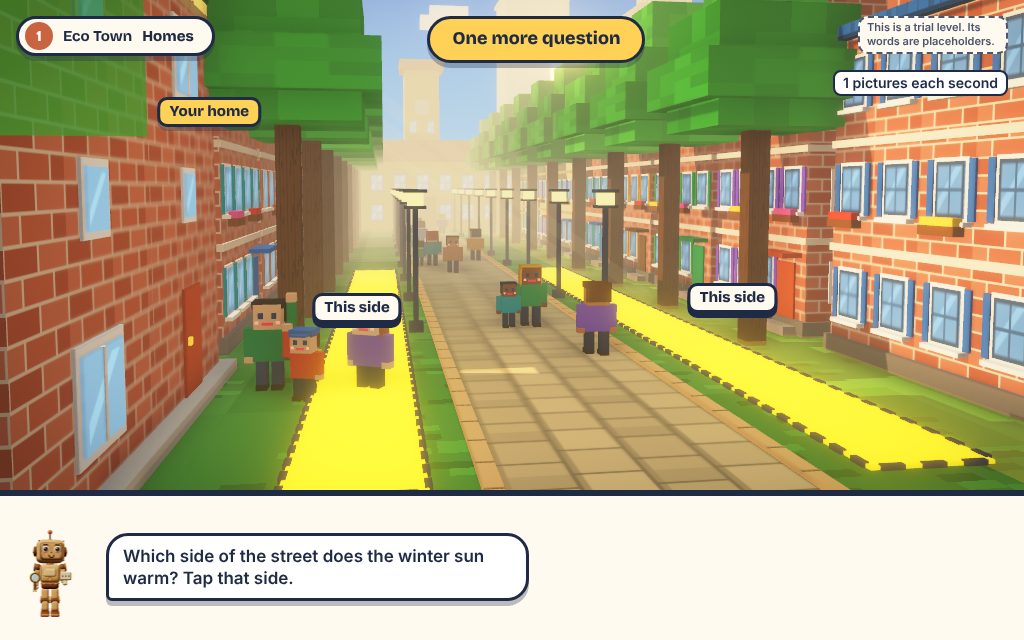 1 Eco Town Homes
One more question
This is a trial level. Its
words are placeholders.
1 pictures each second
Your home
This side
This side
Which side of the street does the winter sun
warm? Tap that side.